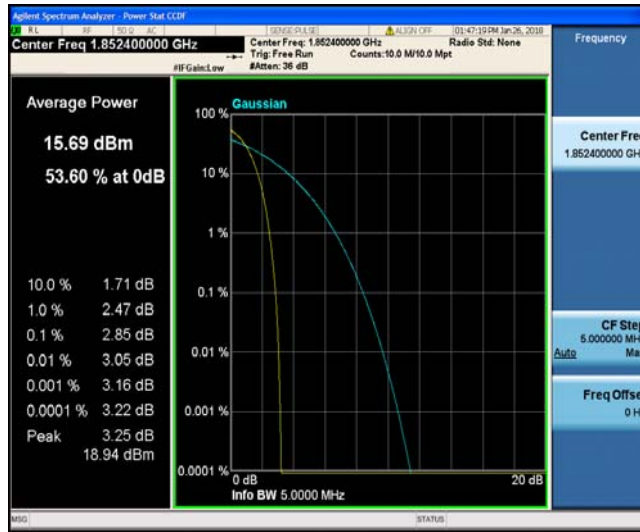 Agilent Spectrum Analyzer - Power Stat CCDF
RL RF 50 Ω AC SENSE:PULSE ALIGN OFF 01:47:19 PM Jan 26, 2018
Center Freq 1.852400000 GHz
Center Freq: 1.852400000 GHz Radio Std: None
Trig: Free Run Counts:10.0 M/10.0 Mpt
#IFGain:Low #Atten: 36 dB
Frequency
Average Power
15.69 dBm
53.60 % at 0dB
10.0 % 1.71 dB
1.0 % 2.47 dB
0.1 % 2.85 dB
0.01 % 3.05 dB
0.001 % 3.16 dB
0.0001 % 3.22 dB
Peak 3.25 dB
18.94 dBm
Gaussian
100 %
10 %
1 %
0.1 %
0.01 %
0.001 %
0.0001 %
0 dB 20 dB
Info BW 5.0000 MHz
Center Fre
1.852400000 GH
CF Step
5.000000 MH
Auto Ma
Freq Offse
0 H
MSG STATUS